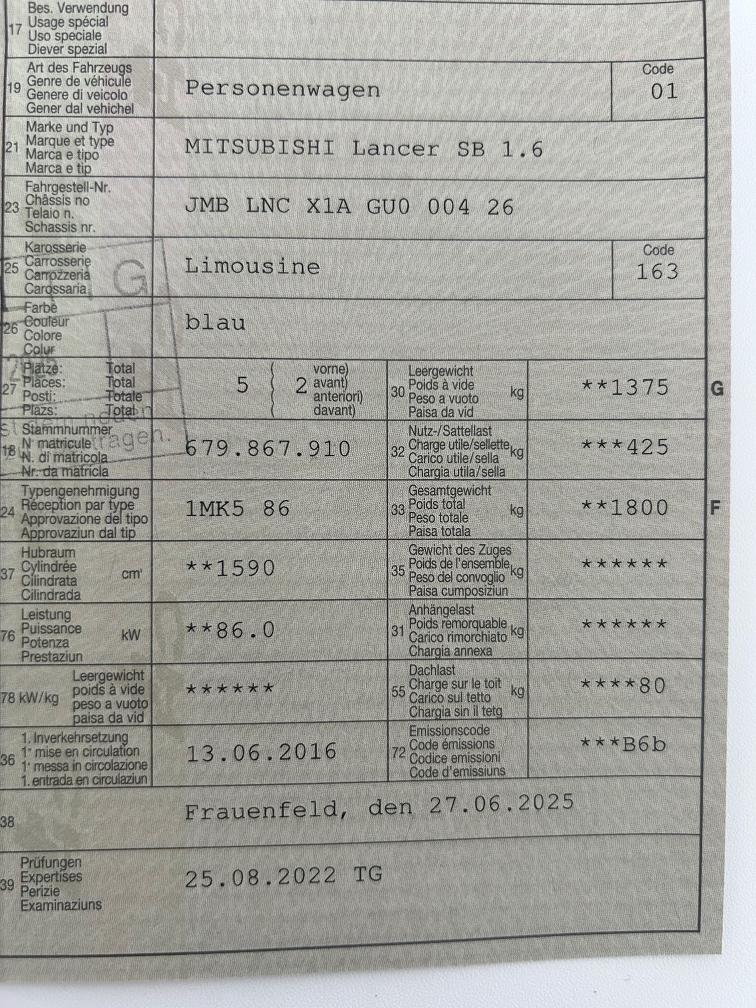 Bes. Verwendung
17 Usage spécial
Uso speciale
Diever spezial
19 Art des Fahrzeugs
Genre de véhicule
Genere di veicolo
Gener dal vehichel
Personenwagen
Code
01
21 Marke und Typ
Marque et type
Marca e tipo
Marca e tip
MITSUBISHI Lancer SB 1.6
23 Fahrgestell-Nr.
Châssis no
Telaio n.
Schassis nr.
JMB LNC X1A GU0 004 26
25 Karosserie
Carrosserie
Carrozzeria
Carossaria
G
Limousine
Code
163
26 Farbe
Couleur
Colore
Colur
blau
27 Plätze: Total
Places: Total
Posti: Totale
Plazs: Total
5 ( 2 vorne)
avant)
anteriori)
davant)
30 Leergewicht
Poids à vide
Peso a vuoto
Paisa da vid
kg
**1375
G
18 Stammnummer
N° matricule
N. di matricola
Nr. da matricla
tragen.
679.867.910
32 Nutz-/Sattellast
Charge utile/sellette
Carico utile/sella
Chargia utila/sella
kg
***425
24 Typengenehmigung
Réception par type
Approvazione del tipo
Approvaziun dal tip
1MK5 86
33 Gesamtgewicht
Poids total
Peso totale
Paisa totala
kg
**1800
F
37 Hubraum
Cylindrée
Cilindrata
Cilindrada
cm³
**1590
35 Gewicht des Zuges
Poids de l'ensemble
Peso del convoglio
Paisa cumposiziun
kg
******
76 Leistung
Puissance
Potenza
Prestaziun
kW
**86.0
31 Anhängelast
Poids remorquable
Carico rimorchiato
Chargia annexa
kg
******
78 kW/kg Leergewicht
poids à vide
peso a vuoto
paisa da vid
******
55 Dachlast
Charge sur le toit
Carico sul tetto
Chargia sin il tetg
kg
****80
36 1. Inverkehrsetzung
1ᵉ mise en circulation
1ᵃ messa in circolazione
1. entrada en circulaziun
13.06.2016
72 Emissionscode
Code émissions
Codice emissioni
Code d'emissiuns
***B6b
38 Frauenfeld, den 27.06.2025
39 Prüfungen
Expertises
Perizie
Examinaziuns
25.08.2022 TG